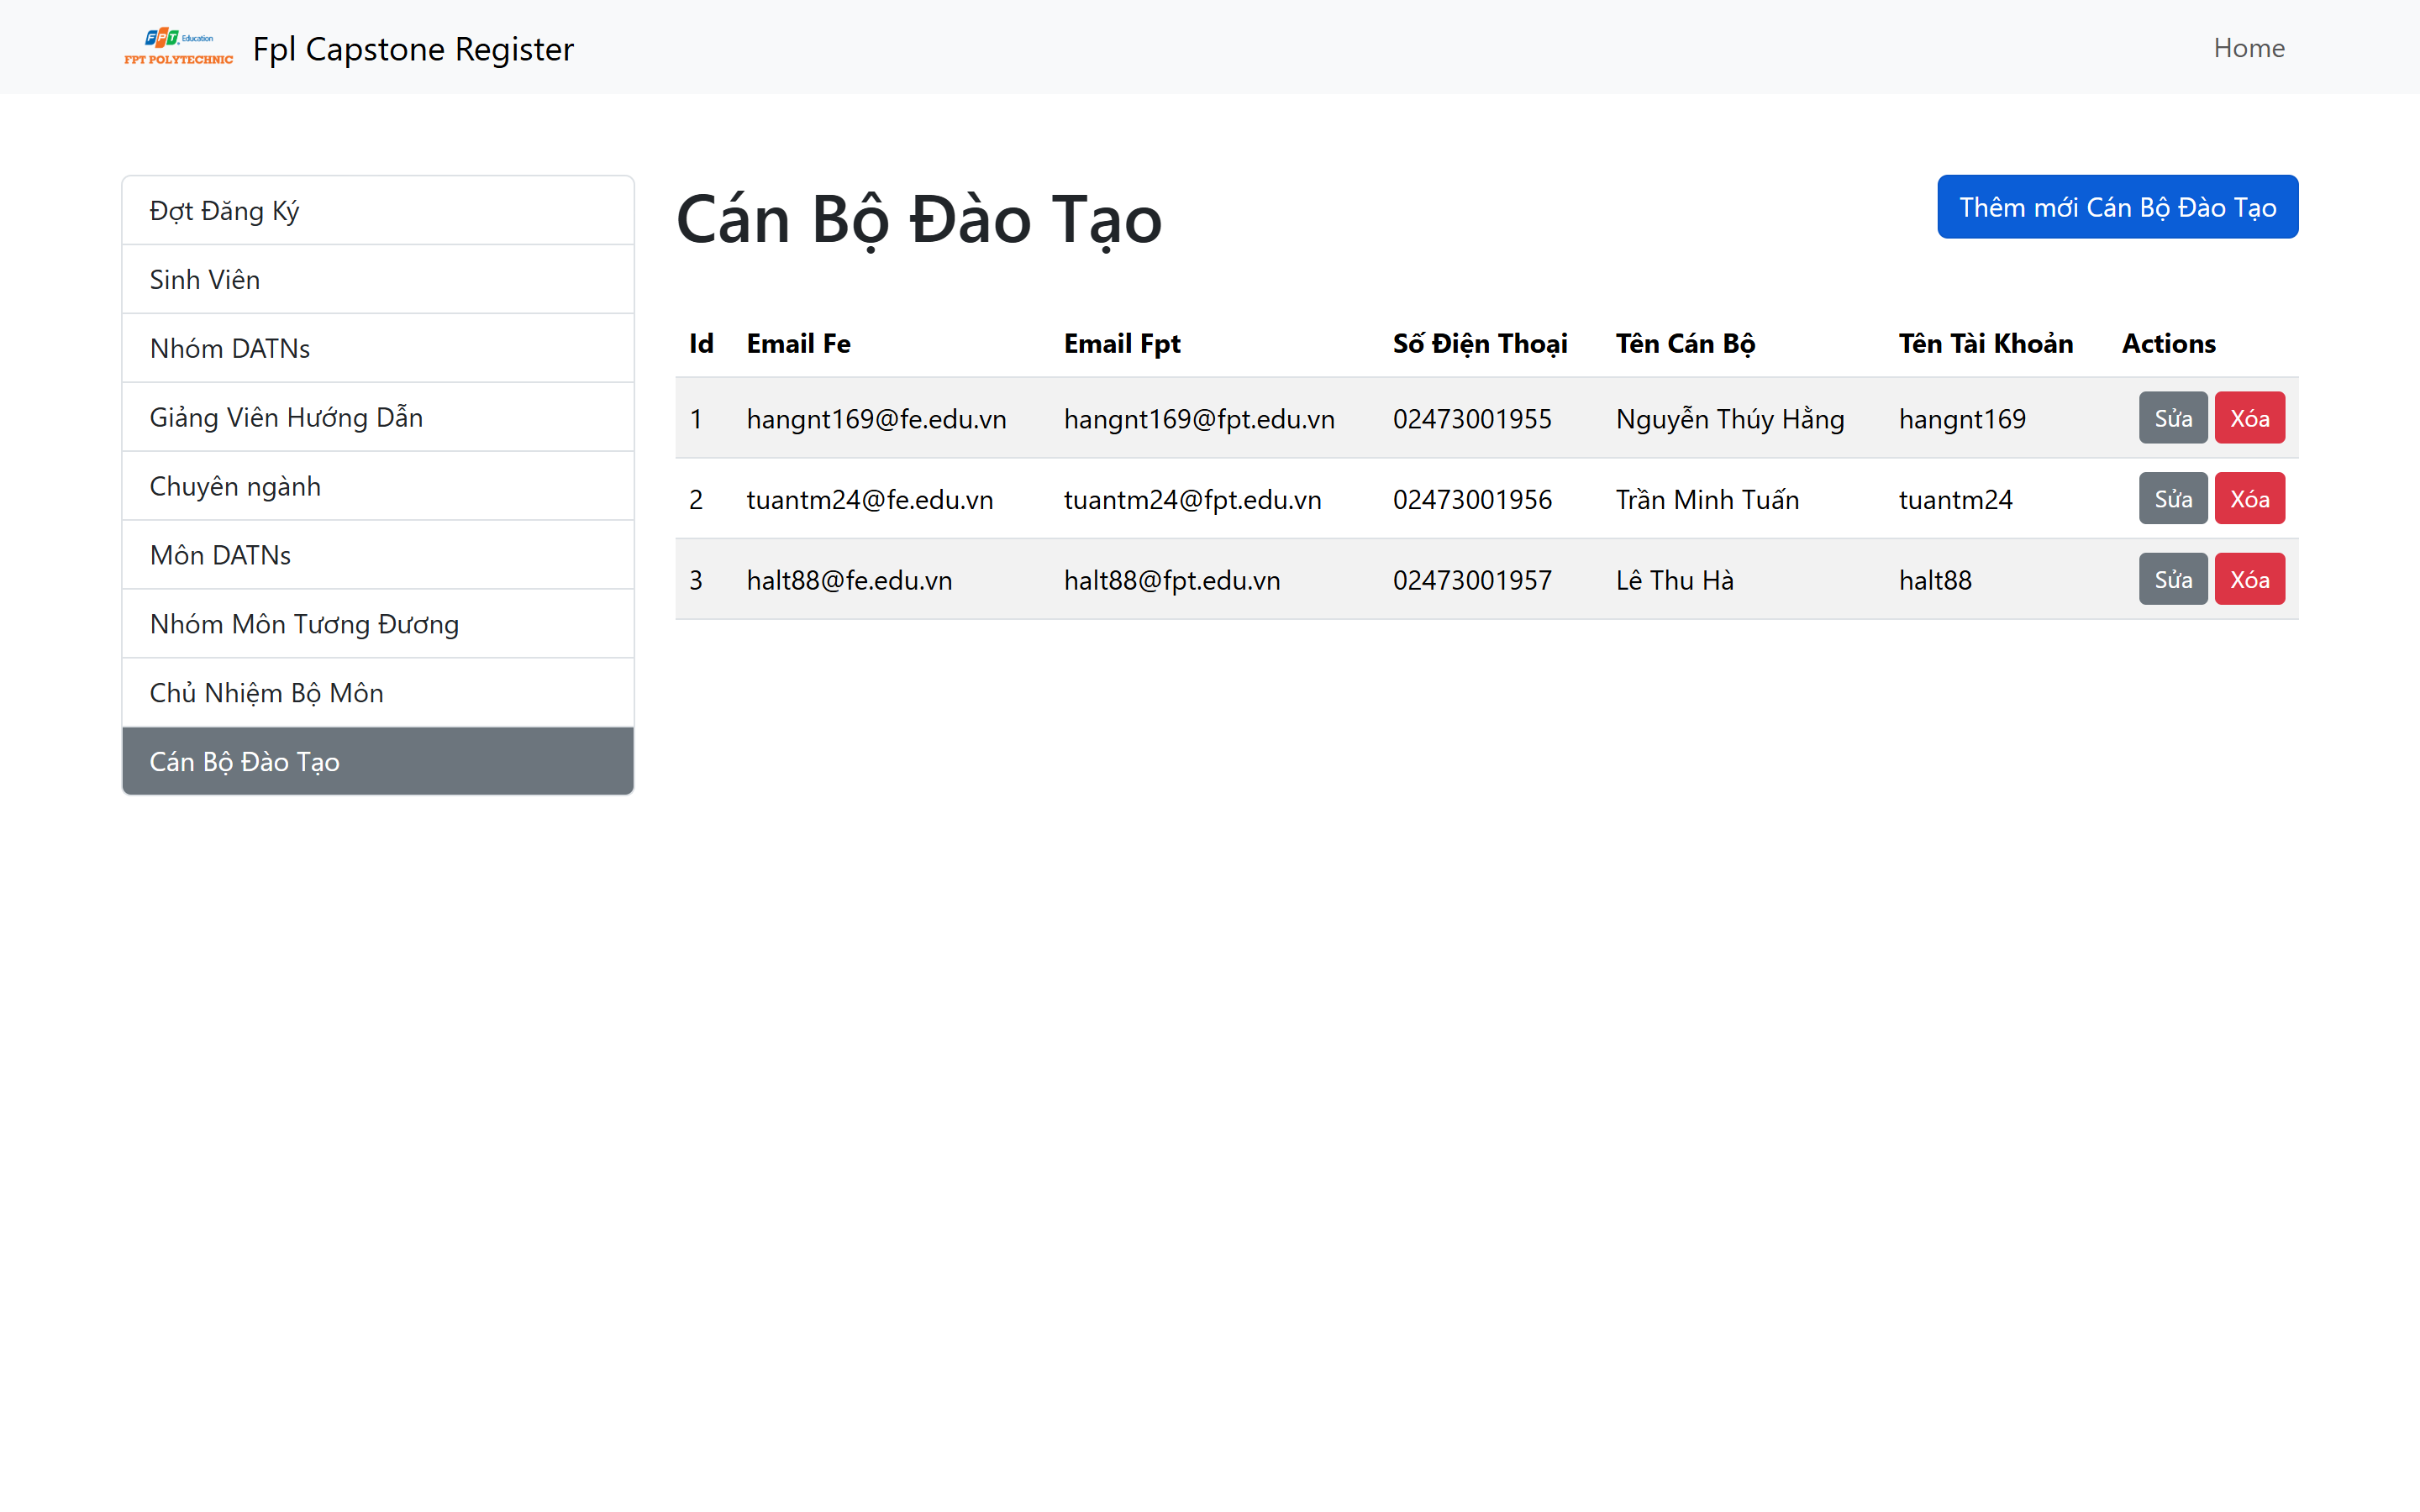 FPT Education
FPT POLYTECHNIC
Fpl Capstone Register
Home
Đợt Đăng Ký
Sinh Viên
Nhóm DATNs
Giảng Viên Hướng Dẫn
Chuyên ngành
Môn DATNs
Nhóm Môn Tương Đương
Chủ Nhiệm Bộ Môn
Cán Bộ Đào Tạo
Cán Bộ Đào Tạo
Thêm mới Cán Bộ Đào Tạo
Id Email Fe Email Fpt Số Điện Thoại Tên Cán Bộ Tên Tài Khoản Actions
1 hangnt169@fe.edu.vn hangnt169@fpt.edu.vn 02473001955 Nguyễn Thúy Hằng hangnt169 Sửa Xóa
2 tuantm24@fe.edu.vn tuantm24@fpt.edu.vn 02473001956 Trần Minh Tuấn tuantm24 Sửa Xóa
3 halt88@fe.edu.vn halt88@fpt.edu.vn 02473001957 Lê Thu Hà halt88 Sửa Xóa